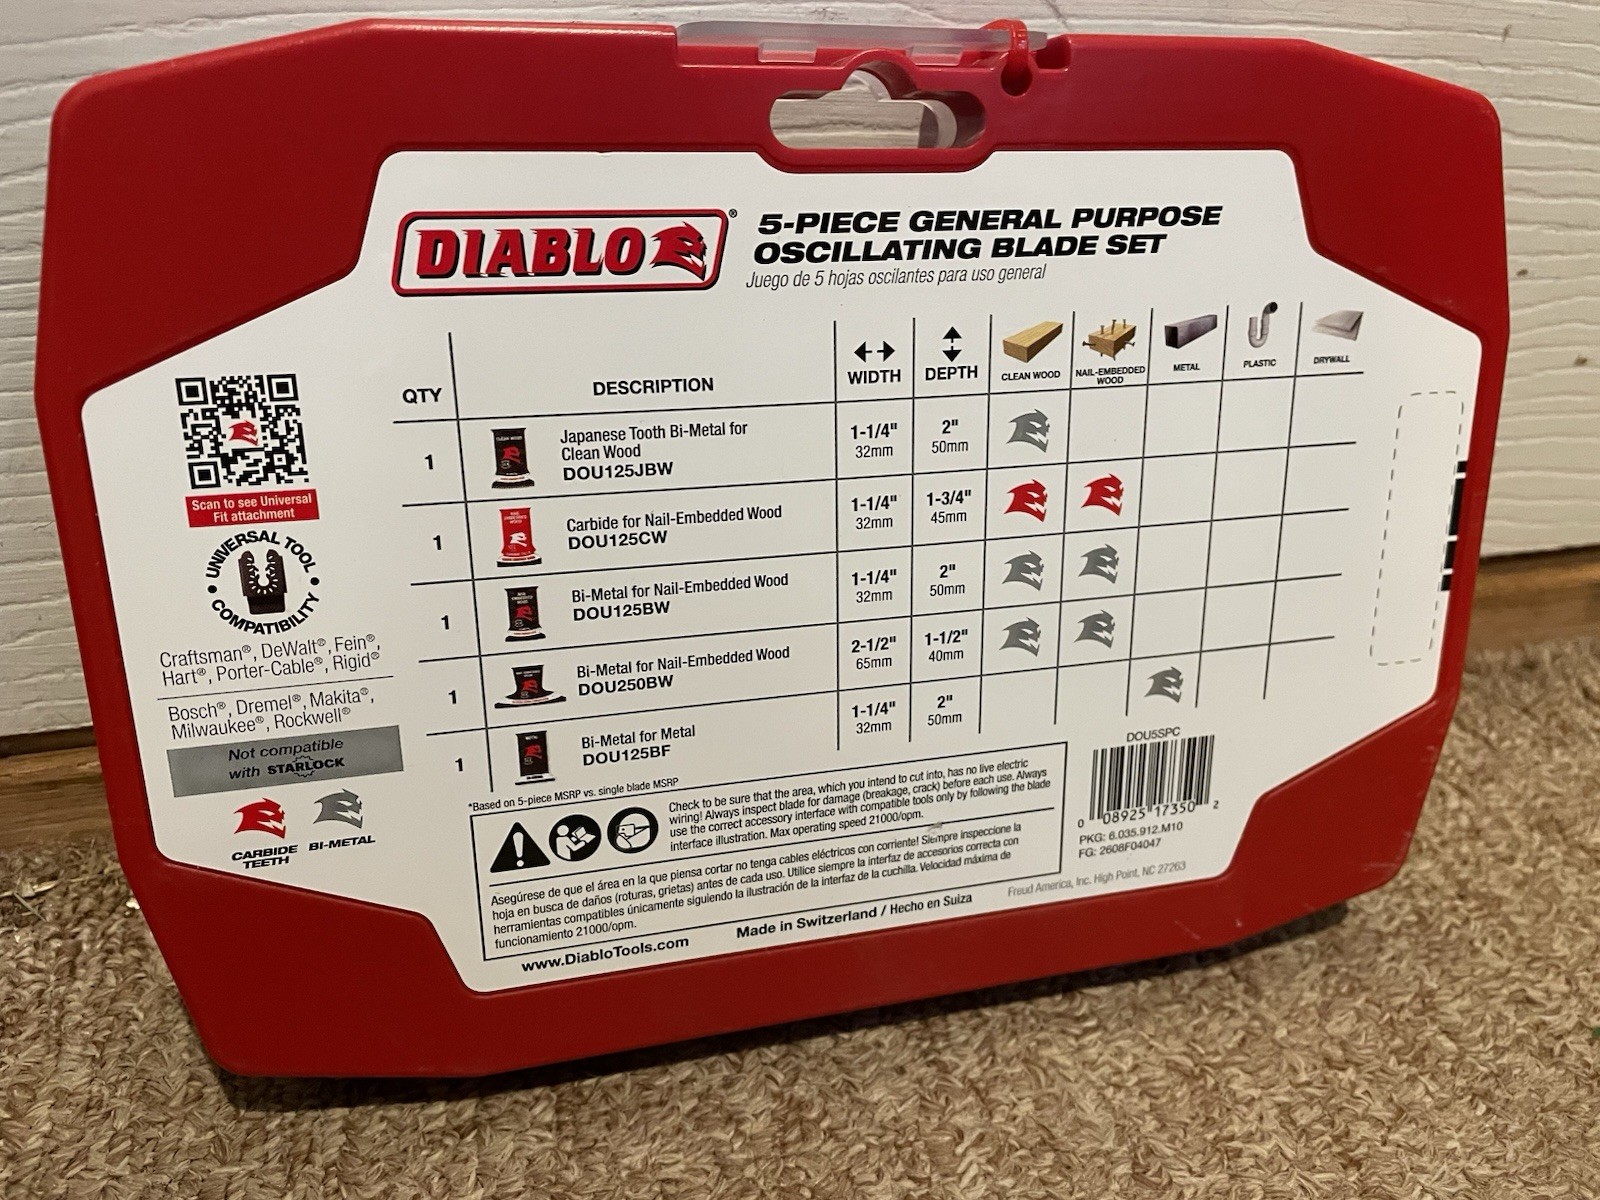 DIABLO®
5-PIECE GENERAL PURPOSE
OSCILLATING BLADE SET
Juego de 5 hojas oscilantes para uso general
QTY
DESCRIPTION
WIDTH
DEPTH
CLEAN WOOD
NAIL-EMBEDDED
WOOD
METAL
PLASTIC
DRYWALL
1
Japanese Tooth Bi-Metal for
Clean Wood
DOU125JBW
1-1/4"
32mm
2"
50mm
1
Carbide for Nail-Embedded Wood
DOU125CW
1-1/4"
32mm
1-3/4"
45mm
1
Bi-Metal for Nail-Embedded Wood
DOU125BW
1-1/4"
32mm
2"
50mm
1
Bi-Metal for Nail-Embedded Wood
DOU250BW
2-1/2"
65mm
1-1/2"
40mm
1
Bi-Metal for Metal
DOU125BF
1-1/4"
32mm
2"
50mm
Scan to see Universal
Fit attachment
UNIVERSAL TOOL
COMPATIBILITY
Craftsman®, DeWalt®, Fein®,
Hart®, Porter-Cable®, Rigid®
Bosch®, Dremel®, Makita®,
Milwaukee®, Rockwell®
Not compatible
with STARLOCK
CARBIDE
TEETH
BI-METAL
*Based on 5-piece MSRP vs. single blade MSRP
Check to be sure that the area, which you intend to cut into, has no live electric
wiring! Always inspect blade for damage (breakage, crack) before each use. Always
use the correct accessory interface with compatible tools only by following the blade
interface illustration. Max operating speed 21000/opm.
Asegúrese de que el área en la que piensa cortar no tenga cables eléctricos con corriente! Siempre inspeccione la
hoja en busca de daños (roturas, grietas) antes de cada uso. Utilice siempre la interfaz de accesorios correcta con
herramientas compatibles únicamente siguiendo la ilustración de la interfaz de la cuchilla. Velocidad máxima de
funcionamiento 21000/opm.
www.DiabloTools.com
Made in Switzerland / Hecho en Suiza
DOU5SPC
0 08925 17350 2
PKG: 6.035.912.M10
FG: 2608F04047
Freud America, Inc. High Point, NC 27263